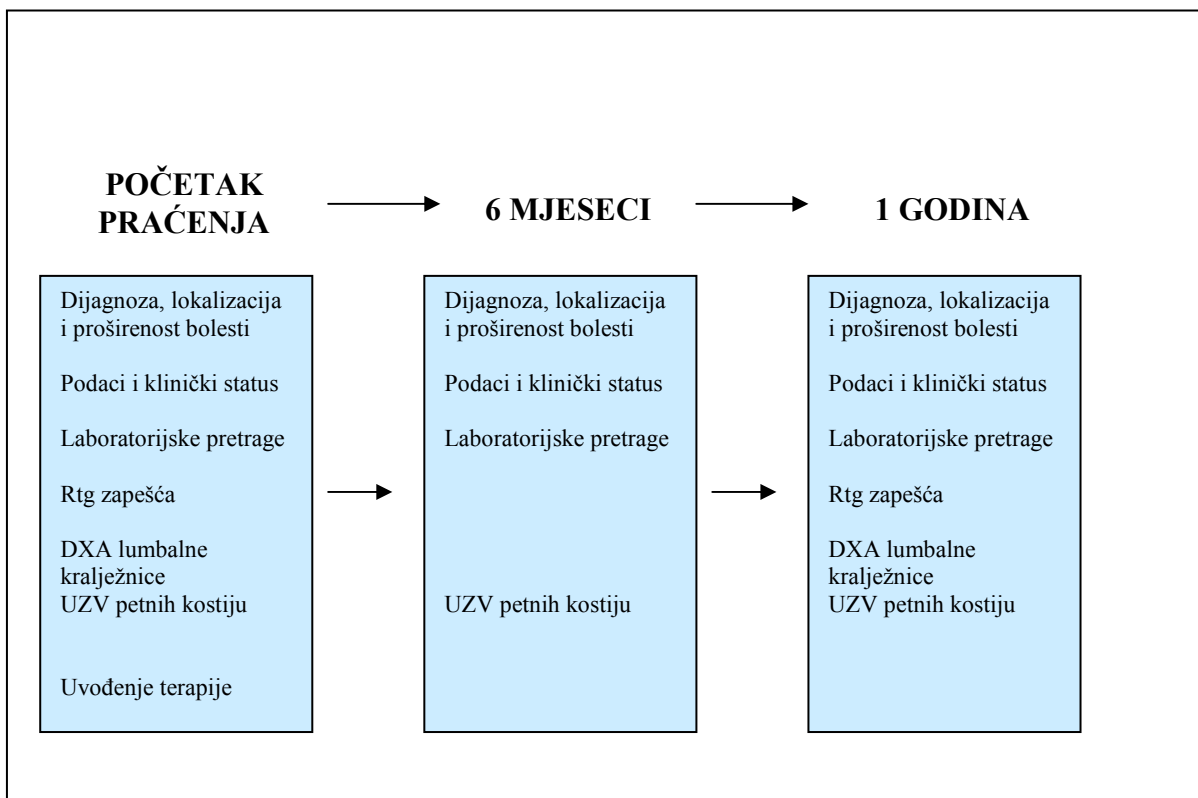 POČETAK
PRAĆENJA
6 MJESECI
1 GODINA
Dijagnoza, lokalizacija
i proširenost bolesti
Podaci i klinički status
Laboratorijske pretrage
Rtg zapešća
DXA lumbalne
kralježnice
UZV petnih kostiju
Uvođenje terapije
Dijagnoza, lokalizacija
i proširenost bolesti
Podaci i klinički status
Laboratorijske pretrage
UZV petnih kostiju
Dijagnoza, lokalizacija
i proširenost bolesti
Podaci i klinički status
Laboratorijske pretrage
Rtg zapešća
DXA lumbalne
kralježnice
UZV petnih kostiju